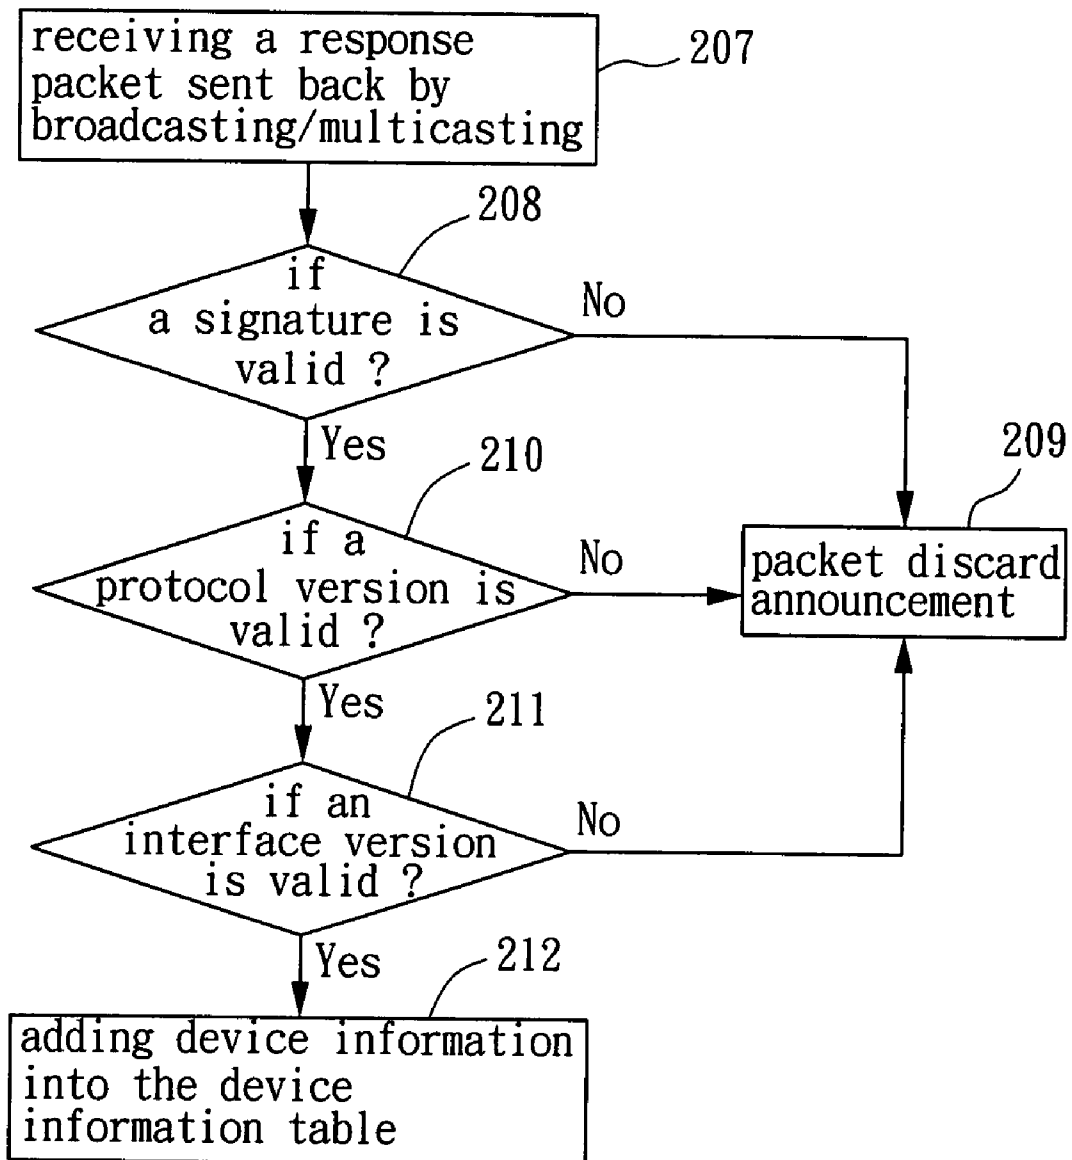 receiving a response
packet sent back by
broadcasting/multicasting
207
208
if
a signature is
valid ?
No
Yes
210
209
if a
protocol version is
valid ?
No
packet discard
announcement
Yes
211
if an
interface version
is valid ?
No
Yes
212
adding device information
into the device
information table